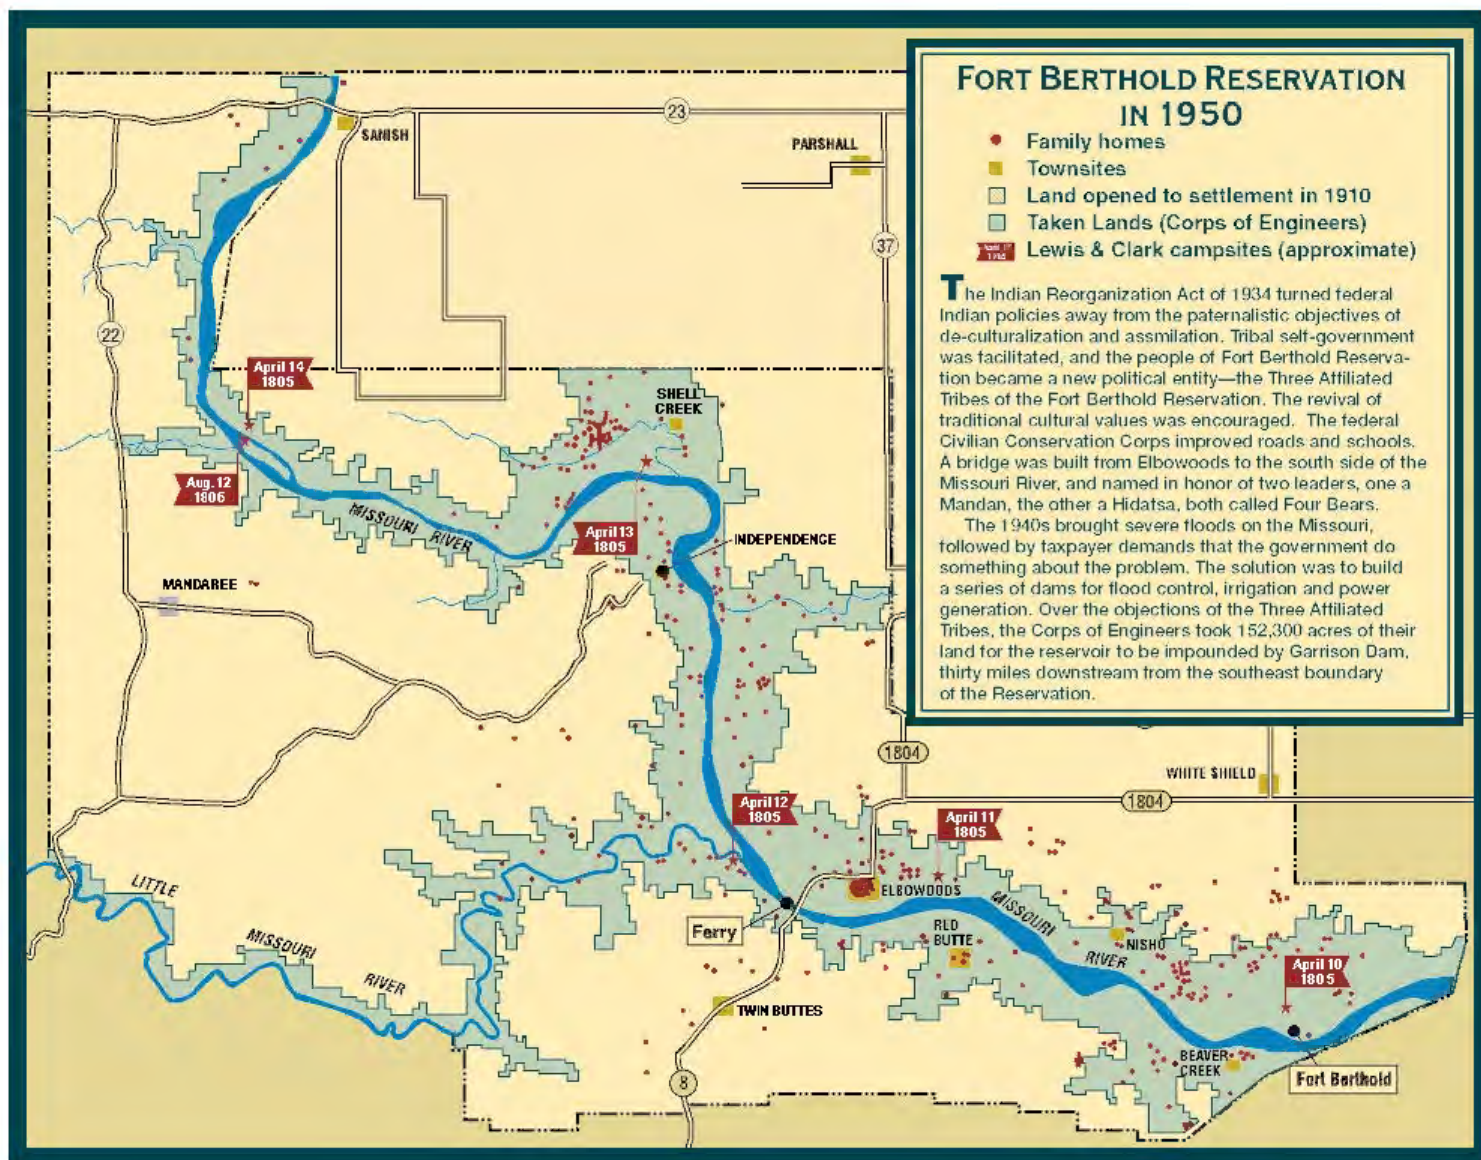 FORT BERTHOLD RESERVATION
IN 1950
Family homes
Townsites
Land opened to settlement in 1910
Taken Lands (Corps of Engineers)
Lewis & Clark campsites (approximate)
The Indian Reorganization Act of 1934 turned federal
Indian policies away from the paternalistic objectives of
de-culturalization and assmilation. Tribal self-government
was facilitated, and the people of Fort Berthold Reserva-
tion became a new political entity—the Three Affiliated
Tribes of the Fort Berthold Reservation. The revival of
traditional cultural values was encouraged. The federal
Civilian Conservation Corps improved roads and schools.
A bridge was built from Elbowoods to the south side of the
Missouri River, and named in honor of two leaders, one a
Mandan, the other a Hidatsa, both called Four Bears.
The 1940s brought severe floods on the Missouri,
followed by taxpayer demands that the government do
something about the problem. The solution was to build
a series of dams for flood control, irrigation and power
generation. Over the objections of the Three Affiliated
Tribes, the Corps of Engineers took 152,300 acres of their
land for the reservoir to be impounded by Garrison Dam,
thirty miles downstream from the southeast boundary
of the Reservation.
23
SANISH
PARSHALL
37
22
April 14
1805
SHELL
CREEK
Aug. 12
1806
MISSOURI RIVER
April 13
1805
INDEPENDENCE
MANDAREE
1804
WHITE SHIELD
1804
April 12
1805
April 11
1805
LITTLE
MISSOURI
RIVER
ELBOWOODS
MISSOURI
RIVER
Ferry
RLD
BUTTE
NISHO
April 10
1805
TWIN BUTTES
BEAVER
CREEK
8
Fort Berthold